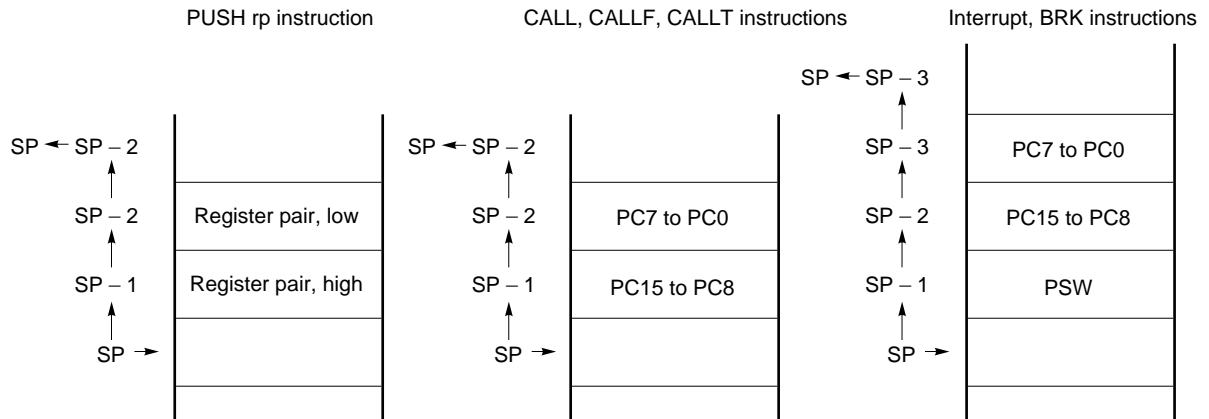 PUSH rp instruction
SP ← SP – 2
SP – 2
SP – 1
SP →
Register pair, low
Register pair, high
CALL, CALLF, CALLT instructions
SP ← SP – 2
SP – 2
SP – 1
SP →
PC7 to PC0
PC15 to PC8
Interrupt, BRK instructions
SP ← SP – 3
SP – 3
SP – 2
SP – 1
SP →
PC7 to PC0
PC15 to PC8
PSW